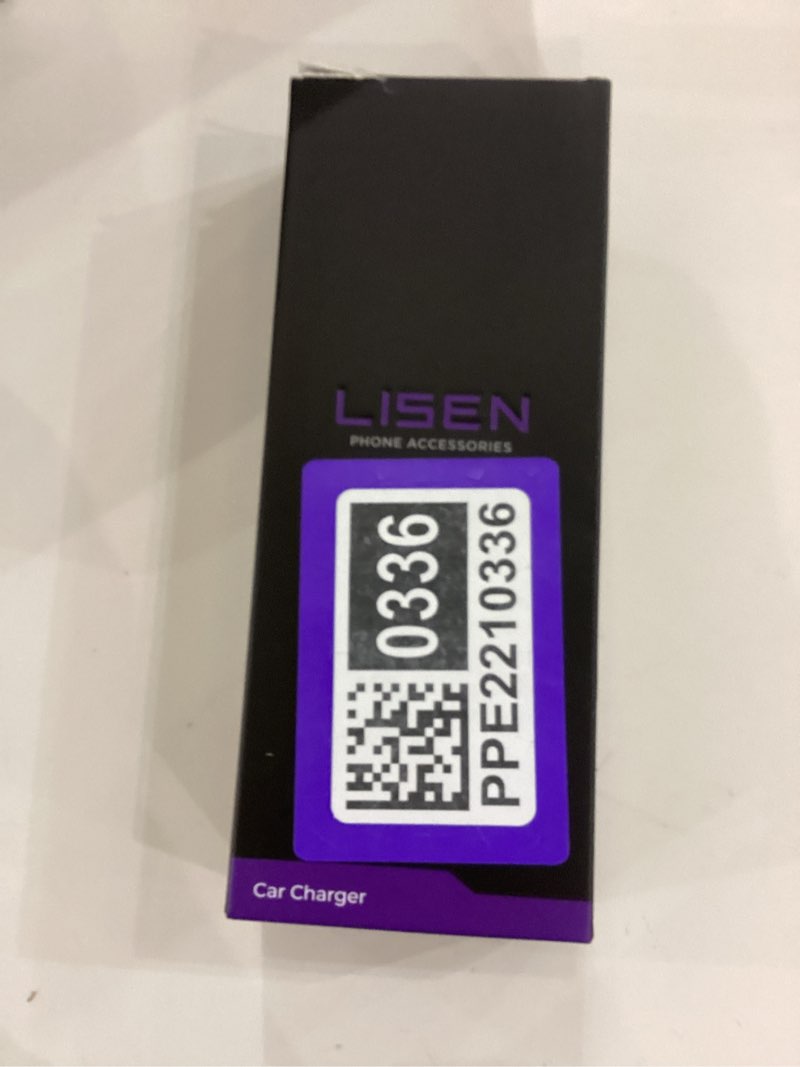 LISEN
PHONE ACCESSORIES
0336
PPE2210336
Car Charger